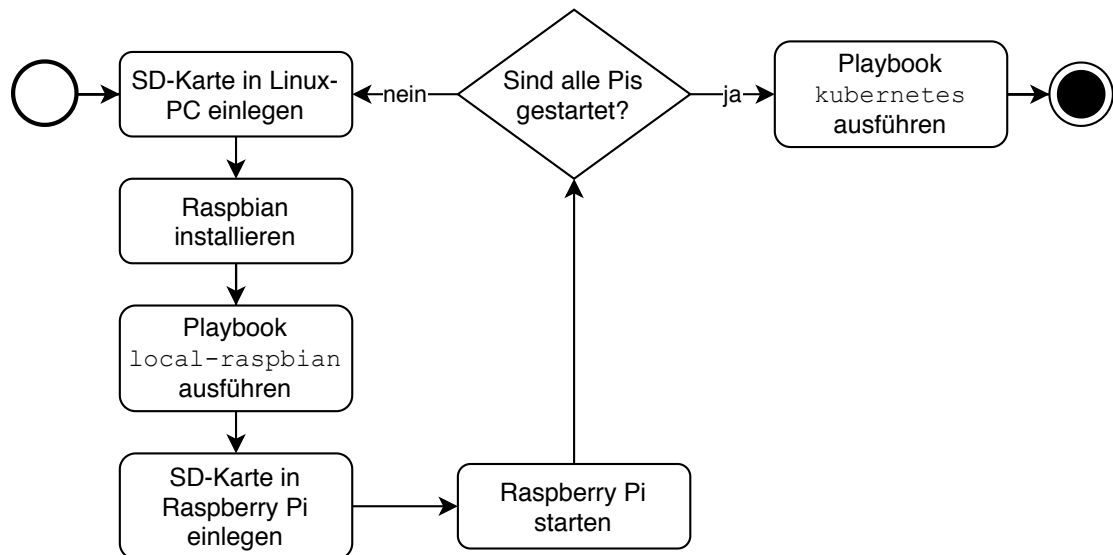 SD-Karte in Linux-
PC einlegen
nein
Sind alle Pis
gestartet?
ja
Playbook
kubernetes
ausführen
Raspbian
installieren
Playbook
local-raspbian
ausführen
SD-Karte in
Raspberry Pi
einlegen
Raspberry Pi
starten